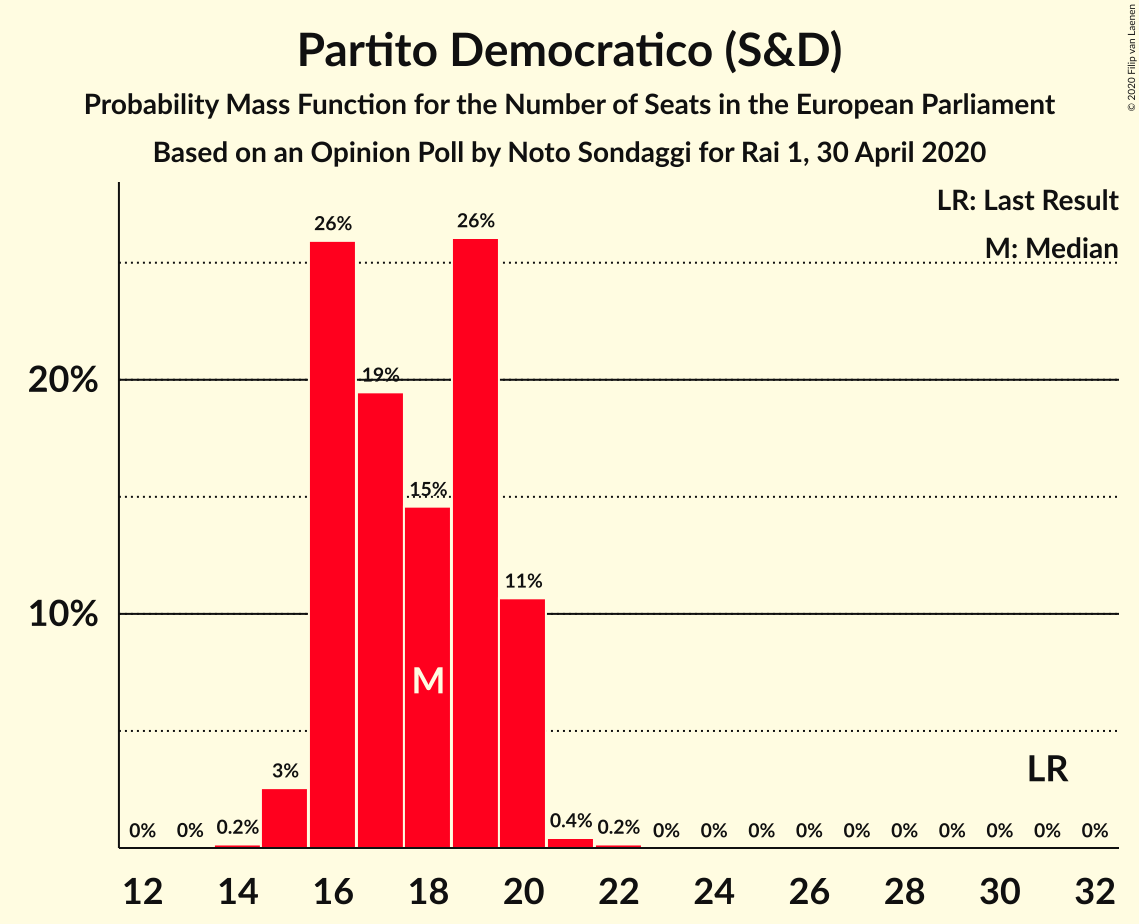 Partito Democratico (S&D)
Probability Mass Function for the Number of Seats in the European Parliament
Based on an Opinion Poll by Noto Sondaggi for Rai 1, 30 April 2020
© 2020 Filip van Laenen
LR: Last Result
M: Median
20%
10%
0% 0% 0.2% 3% 26% 19% 15% 26% 11% 0.4% 0.2% 0% 0% 0% 0% 0% 0% 0% 0% 0% 0%
M
LR
12 14 16 18 20 22 24 26 28 30 32